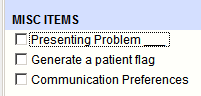 MISC ITEMS
Presenting Problem ___
Generate a patient flag
Communication Preferences